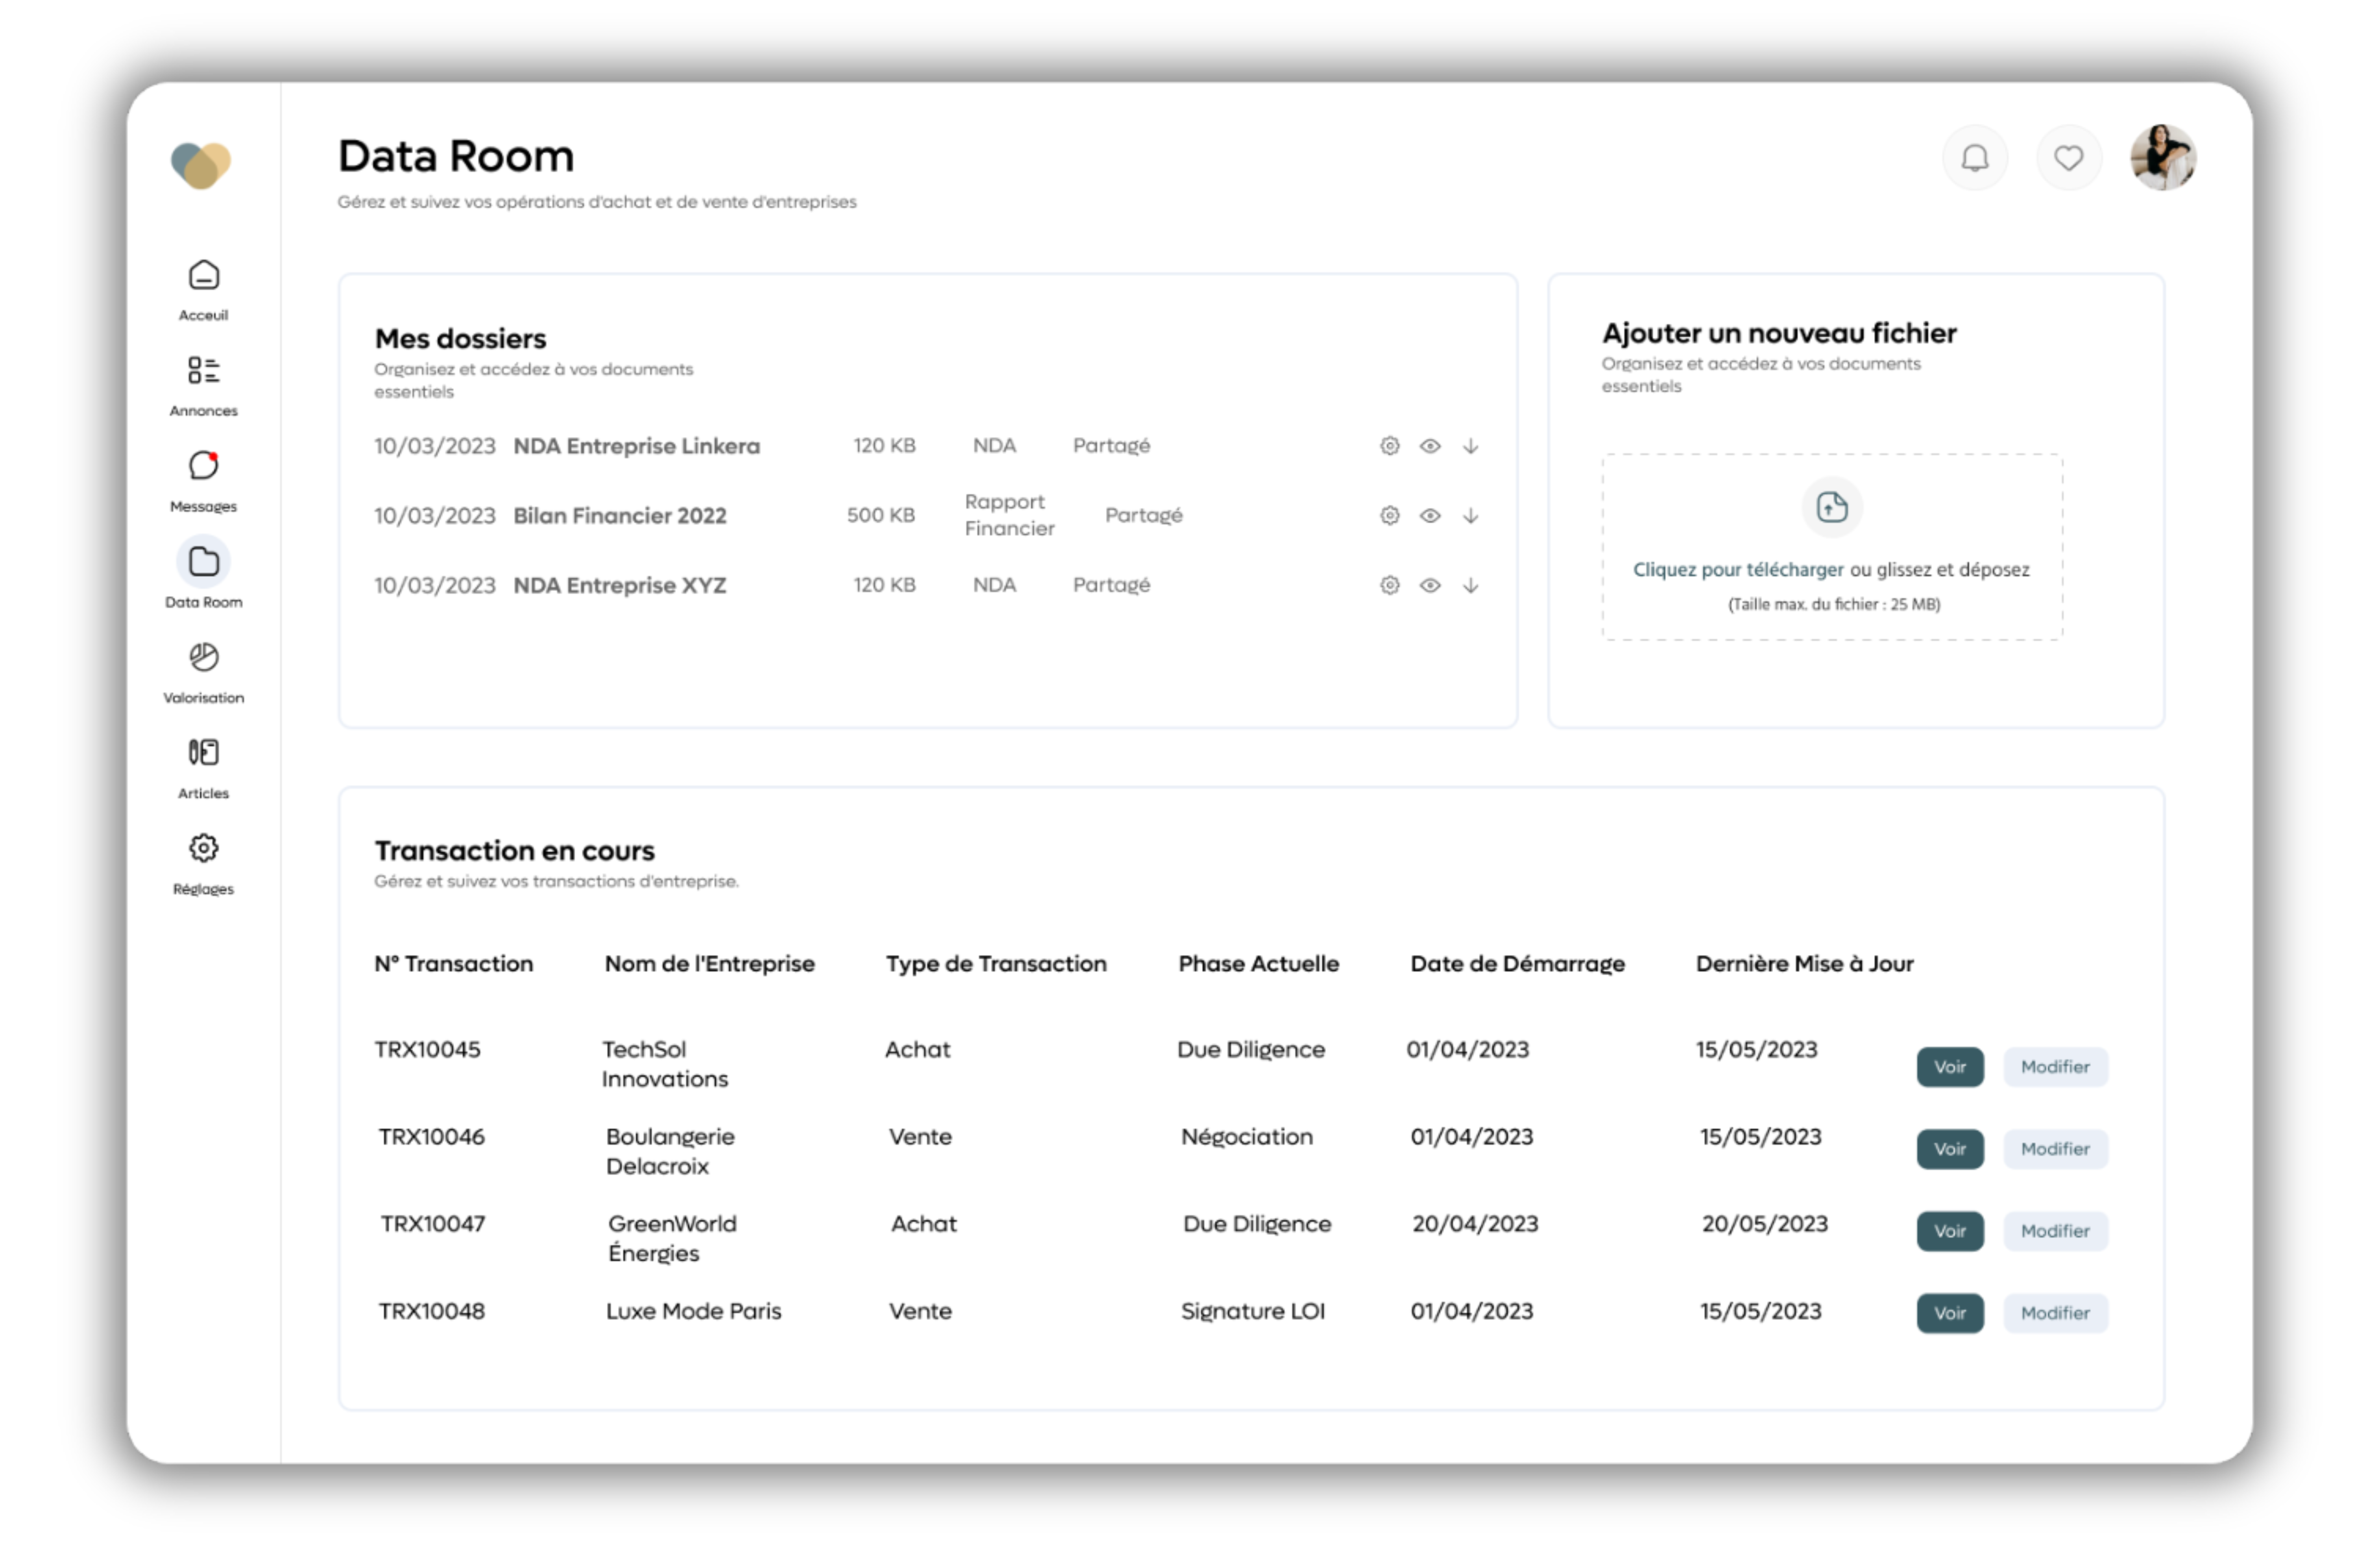 Data Room
Gérez et suivez vos opérations d'achat et de vente d'entreprises
Acceuil
Annonces
Messages
Data Room
Valorisation
Articles
Réglages
Mes dossiers
Organisez et accédez à vos documents
essentiels
10/03/2023 NDA Entreprise Linkera 120 KB NDA Partagé
10/03/2023 Bilan Financier 2022 500 KB Rapport Financier Partagé
10/03/2023 NDA Entreprise XYZ 120 KB NDA Partagé
Ajouter un nouveau fichier
Organisez et accédez à vos documents
essentiels
Cliquez pour télécharger ou glissez et déposez
(Taille max. du fichier : 25 MB)
Transaction en cours
Gérez et suivez vos transactions d'entreprise.
N° Transaction Nom de l'Entreprise Type de Transaction Phase Actuelle Date de Démarrage Dernière Mise à Jour
TRX10045 TechSol Innovations Achat Due Diligence 01/04/2023 15/05/2023 Voir Modifier
TRX10046 Boulangerie Delacroix Vente Négociation 01/04/2023 15/05/2023 Voir Modifier
TRX10047 GreenWorld Énergies Achat Due Diligence 20/04/2023 20/05/2023 Voir Modifier
TRX10048 Luxe Mode Paris Vente Signature LOI 01/04/2023 15/05/2023 Voir Modifier